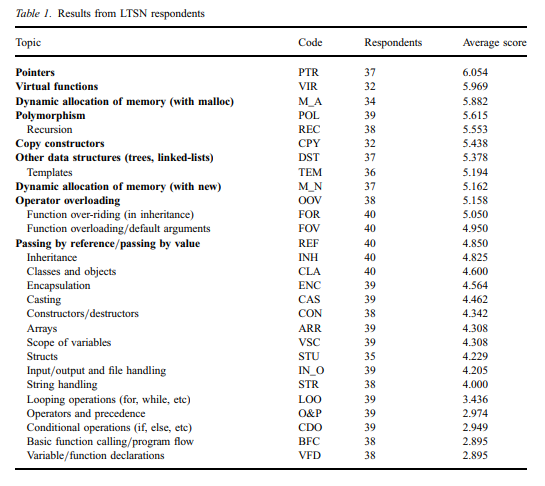 Table 1. Results from LTSN respondents
Topic Code Respondents Average score
Pointers PTR 37 6.054
Virtual functions VIR 32 5.969
Dynamic allocation of memory (with malloc) M_A 34 5.882
Polymorphism POL 39 5.615
Recursion REC 38 5.553
Copy constructors CPY 32 5.438
Other data structures (trees, linked-lists) DST 37 5.378
Templates TEM 36 5.194
Dynamic allocation of memory (with new) M_N 37 5.162
Operator overloading OOV 38 5.158
Function over-riding (in inheritance) FOR 40 5.050
Function overloading/default arguments FOV 40 4.950
Passing by reference/passing by value REF 40 4.850
Inheritance INH 40 4.825
Classes and objects CLA 40 4.600
Encapsulation ENC 39 4.564
Casting CAS 39 4.462
Constructors/destructors CON 38 4.342
Arrays ARR 39 4.308
Scope of variables VSC 39 4.308
Structs STU 35 4.229
Input/output and file handling IN_O 39 4.205
String handling STR 38 4.000
Looping operations (for, while, etc) LOO 39 3.436
Operators and precedence O&P 39 2.974
Conditional operations (if, else, etc) CDO 39 2.949
Basic function calling/program flow BFC 38 2.895
Variable/function declarations VFD 38 2.895